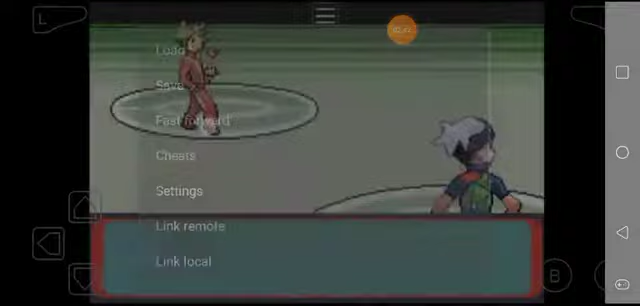 L
Load
Save
Fast forward
Cheats
Settings
Link remote
Link local
B